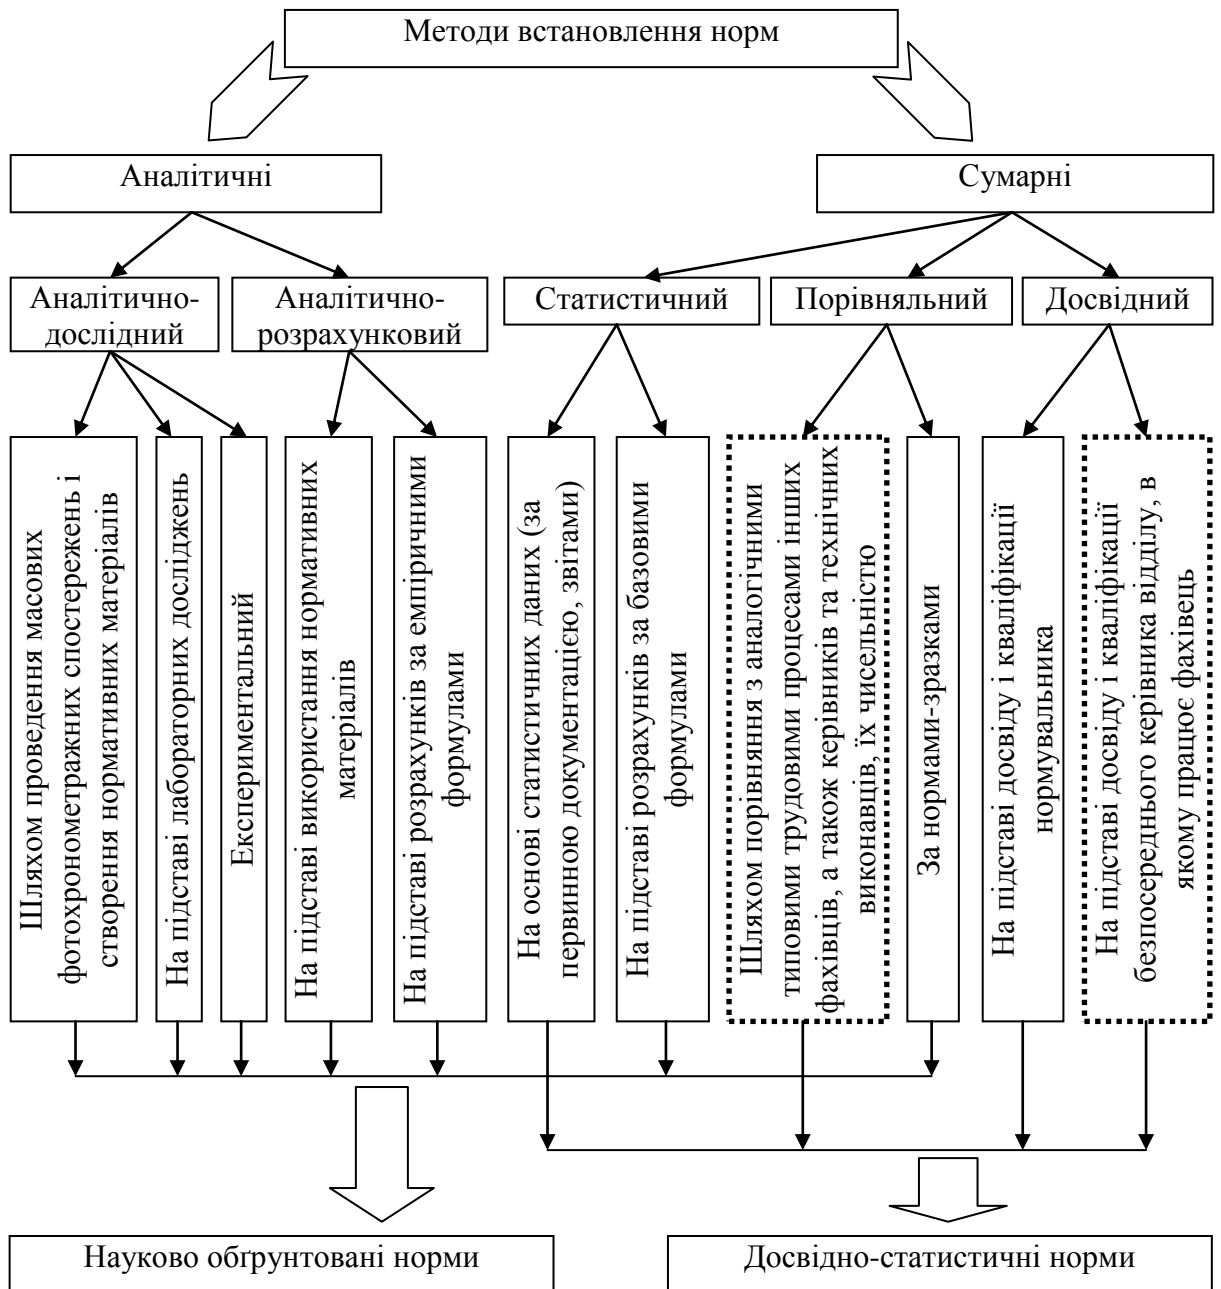 Методи встановлення норм
Аналітичні
Сумарні
Аналітично-
дослідний
Аналітично-
розрахунковий
Статистичний
Порівняльний
Досвідний
Шляхом проведення масових
фотохронометражних спостережень і
створення нормативних матеріалів
На підставі лабораторних досліджень
Експериментальний
На підставі використання нормативних
матеріалів
На підставі розрахунків за емпіричними
формулами
На основі статистичних даних (за
первинною документацією, звітами)
На підставі розрахунків за базовими
формулами
Шляхом порівняння з аналогічними
типовими трудовими процесами інших
фахівців, а також керівників та технічних
виконавців, їх чисельністю
За нормами-зразками
На підставі досвіду і кваліфікації
нормувальника
На підставі досвіду і кваліфікації
безпосереднього керівника відділу, в
якому працює фахівець
Науково обґрунтовані норми
Досвідно-статистичні норми